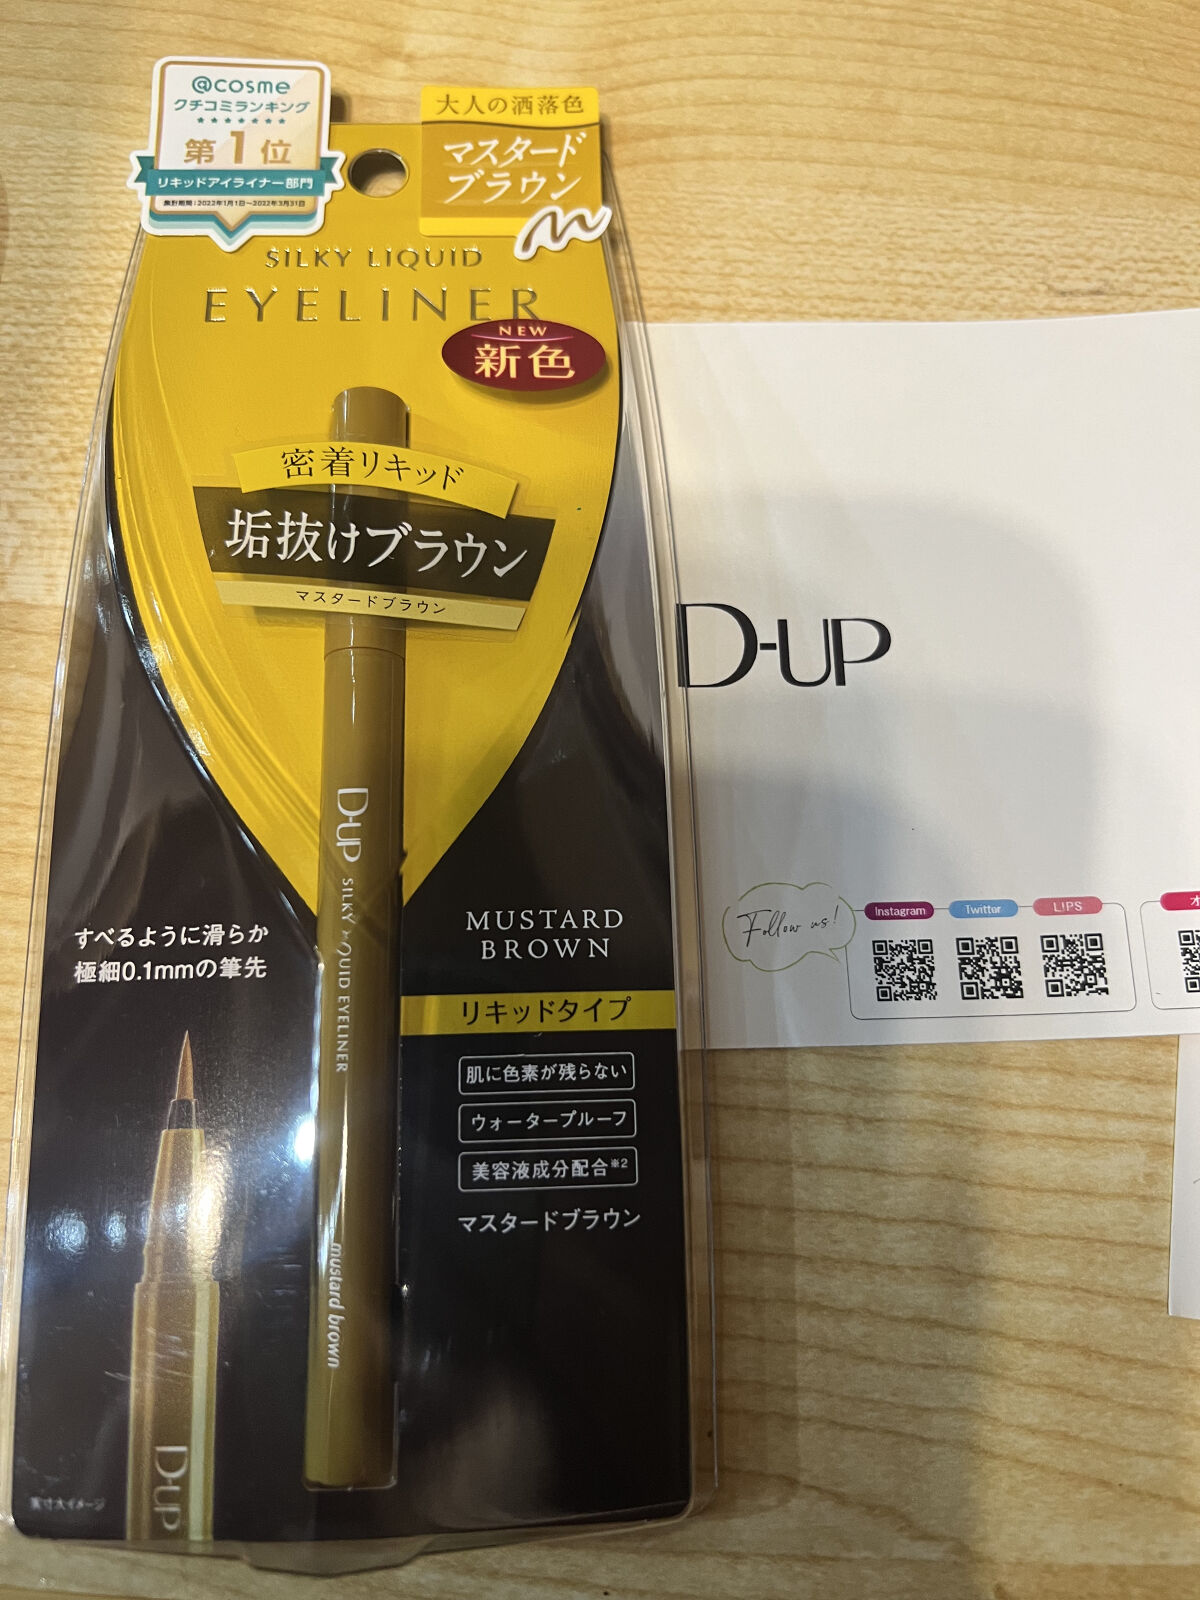 @cosme
クチコミランキング
第1位
リキッドアイライナー部門
集計期間:2022年1月1日~2022年3月31日
大人の洒落色
マスタード
ブラウン
SILKY LIQUID
EYELINER
NEW
新色
密着リキッド
垢抜けブラウン
マスタードブラウン
D-UP SILKY LIQUID EYELINER
mustard brown
すべるように滑らか
極細0.1mmの筆先
MUSTARD
BROWN
リキッドタイプ
肌に色素が残らない
ウォータープルーフ
美容液成分配合※2
マスタードブラウン
D-UP
実寸大イメージ
D-UP
Follow us!
Instagram
Twitter
LIPS